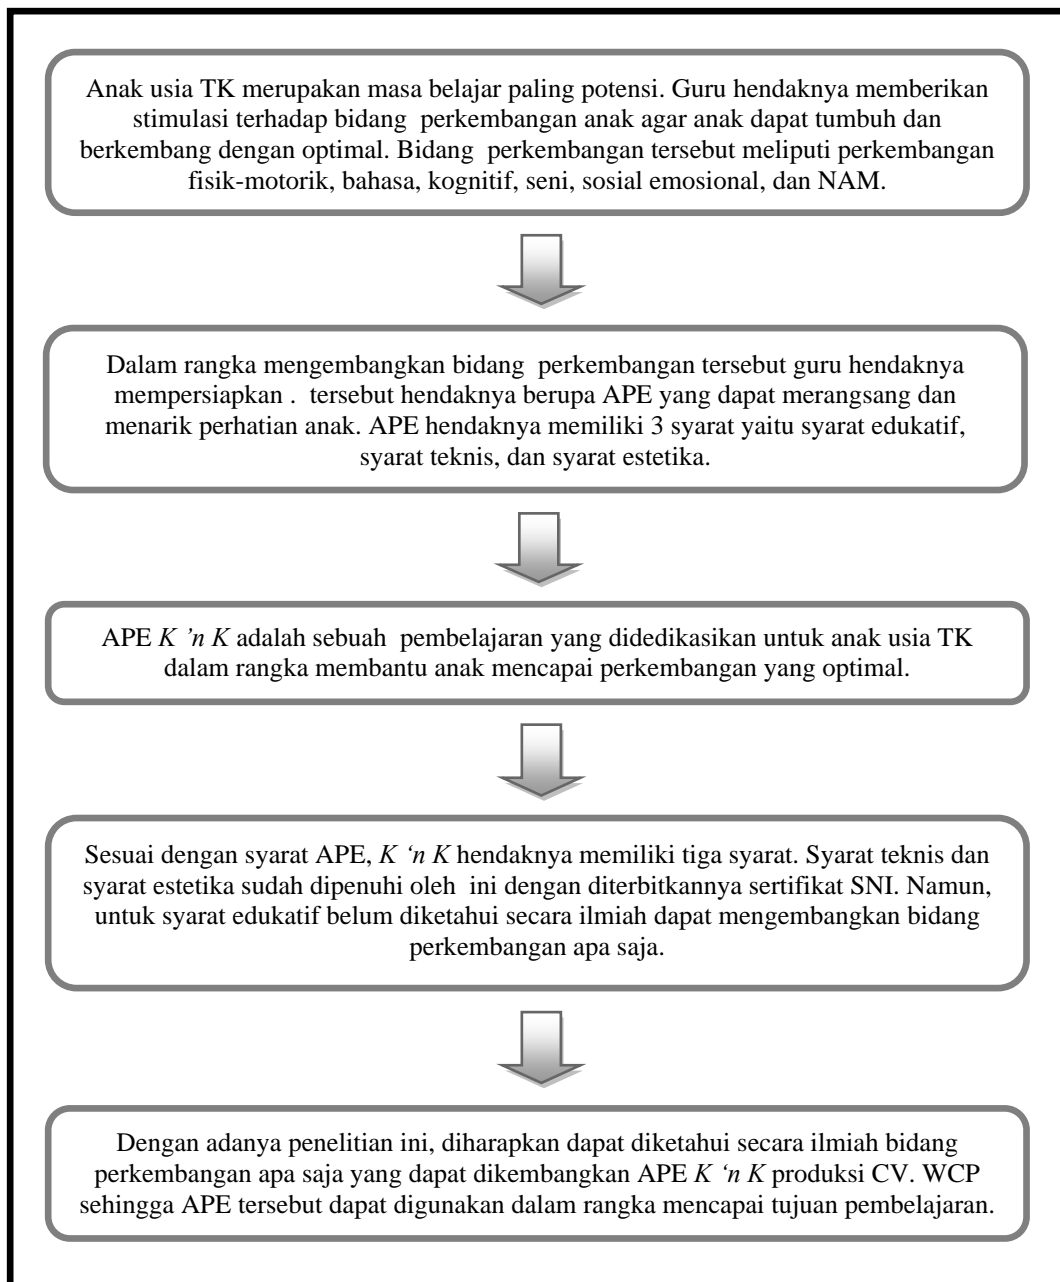 Anak usia TK merupakan masa belajar paling potensi. Guru hendaknya memberikan
stimulasi terhadap bidang perkembangan anak agar anak dapat tumbuh dan
berkembang dengan optimal. Bidang perkembangan tersebut meliputi perkembangan
fisik-motorik, bahasa, kognitif, seni, sosial emosional, dan NAM.
Dalam rangka mengembangkan bidang perkembangan tersebut guru hendaknya
mempersiapkan . tersebut hendaknya berupa APE yang dapat merangsang dan
menarik perhatian anak. APE hendaknya memiliki 3 syarat yaitu syarat edukatif,
syarat teknis, dan syarat estetika.
APE K ’n K adalah sebuah pembelajaran yang didedikasikan untuk anak usia TK
dalam rangka membantu anak mencapai perkembangan yang optimal.
Sesuai dengan syarat APE, K ‘n K hendaknya memiliki tiga syarat. Syarat teknis dan
syarat estetika sudah dipenuhi oleh ini dengan diterbitkannya sertifikat SNI. Namun,
untuk syarat edukatif belum diketahui secara ilmiah dapat mengembangkan bidang
perkembangan apa saja.
Dengan adanya penelitian ini, diharapkan dapat diketahui secara ilmiah bidang
perkembangan apa saja yang dapat dikembangkan APE K ‘n K produksi CV. WCP
sehingga APE tersebut dapat digunakan dalam rangka mencapai tujuan pembelajaran.